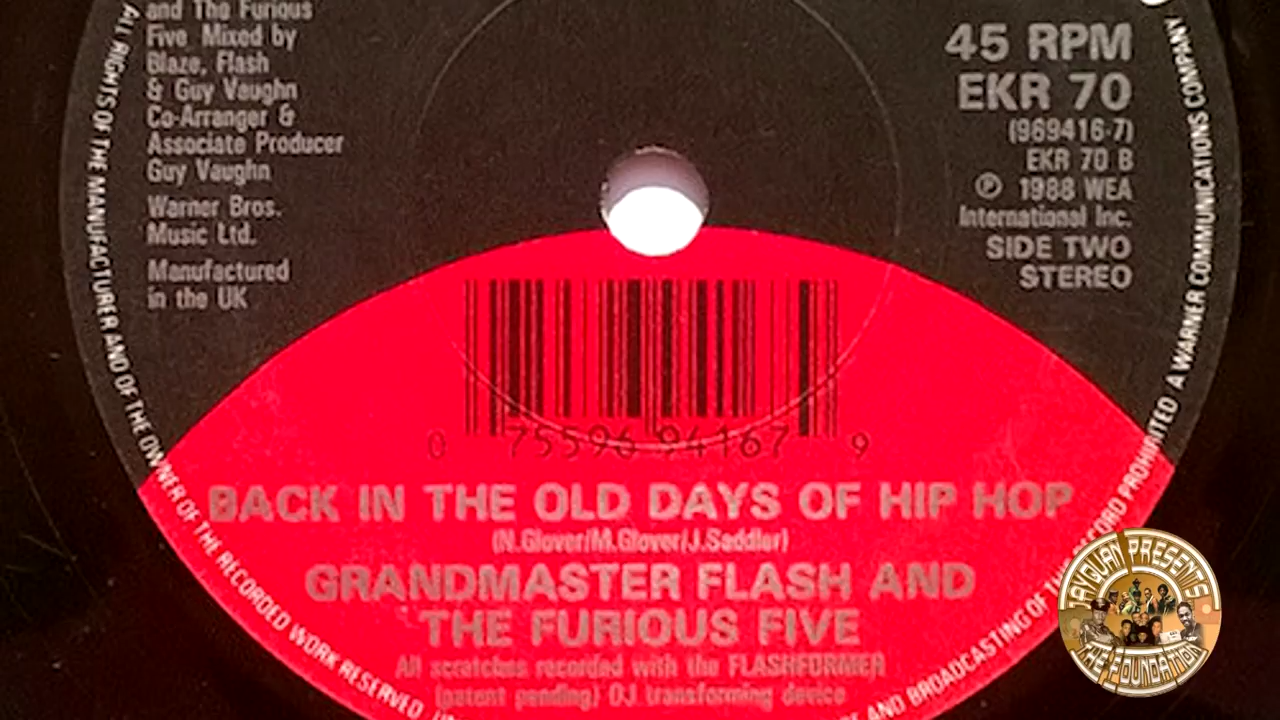 and The Furious
Five Mixed by
Blaze, Flash
& Guy Vaughn
Co-Arranger &
Associate Producer
Guy Vaughn
Warner Bros.
Music Ltd.
Manufactured
in the UK
45 RPM
EKR 70
(969416-7)
EKR 70 B
℗ 1988 WEA
International Inc.
SIDE TWO
STEREO
0 75596 94167 9
BACK IN THE OLD DAYS OF HIP HOP
(N.Glover/M.Glover/J.Saddler)
GRANDMASTER FLASH AND
THE FURIOUS FIVE
All scratches recorded with the FLASHFORMER
(patent pending) DJ transforming device
ALL RIGHTS OF THE MANUFACTURER AND OF THE OWNER OF THE RECORDED WORK RESERVED.
AND BROADCASTING OF
RECORD PROHIBITED A WARNER COMMUNICATIONS COMPANY
JAYQUAN PRESENTS
THE FOUNDATION